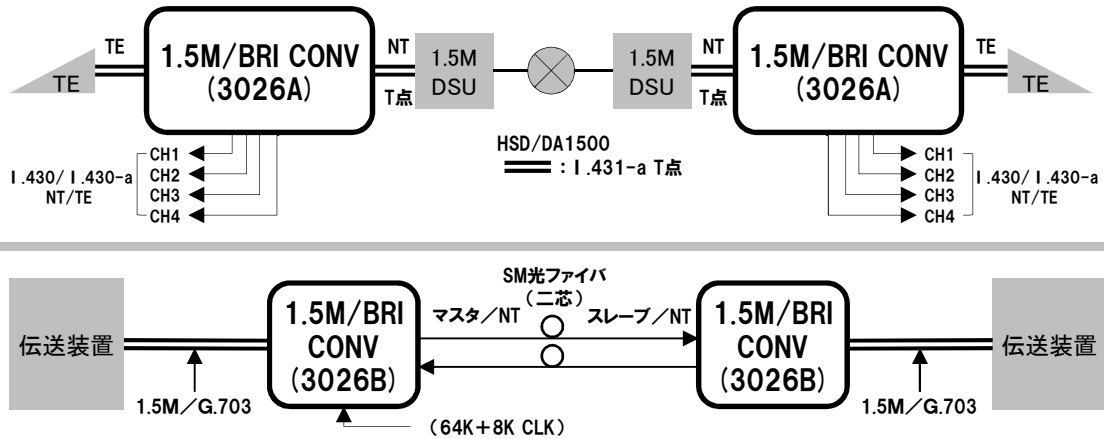 TE
TE
1.5M/BRI CONV
(3026A)
NT
T点
1.5M
DSU
1.5M
DSU
NT
T点
1.5M/BRI CONV
(3026A)
TE
TE
I.430/I.430-a
NT/TE
CH1
CH2
CH3
CH4
HSD/DA1500
:I.431-a T点
CH1
CH2
CH3
CH4
I.430/I.430-a
NT/TE
伝送装置
1.5M/G.703
1.5M/BRI
CONV
(3026B)
マスタ/NT
SM光ファイバ
(二芯)
スレーブ/NT
1.5M/BRI
CONV
(3026B)
1.5M/G.703
伝送装置
(64K+8K CLK)